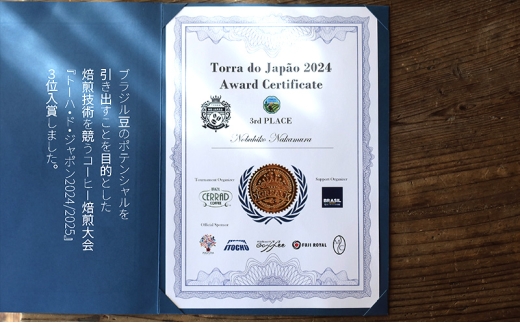 ブラジル豆のポテンシャルを
引き出すことを目的とした
焙煎技術を競うコーヒー焙煎大会
『トーハ・ド・ジャポン2024/2025』
3位入賞しました。
Torra do Japão 2024
Award Certificate
3rd PLACE
Nobuhiko Nakamura
Tournament Organizer
Support Organizer
CERRAD
BRASIL
Official Sponsor
ITOCHU
Coffee
FUJI ROYAL